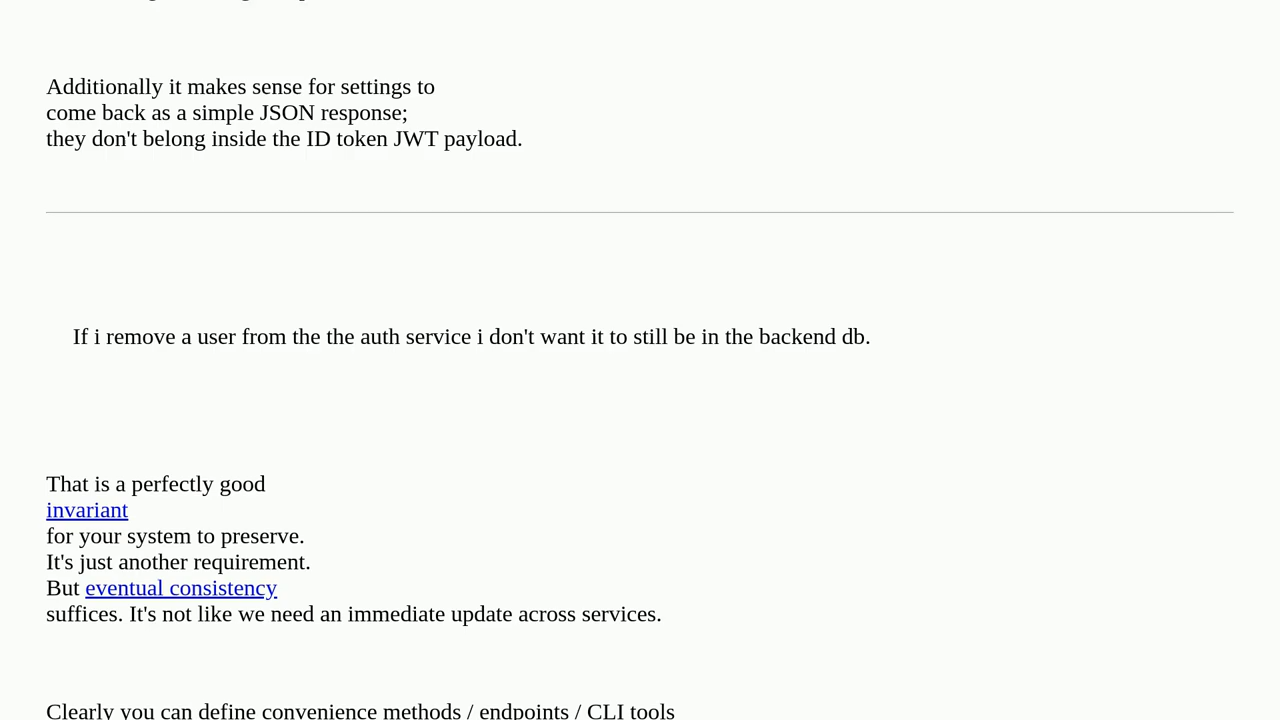 Additionally it makes sense for settings to
come back as a simple JSON response;
they don't belong inside the ID token JWT payload.
If i remove a user from the the auth service i don't want it to still be in the backend db.
That is a perfectly good
invariant
for your system to preserve.
It's just another requirement.
But eventual consistency
suffices. It's not like we need an immediate update across services.
Clearly you can define convenience methods / endpoints / CLI tools